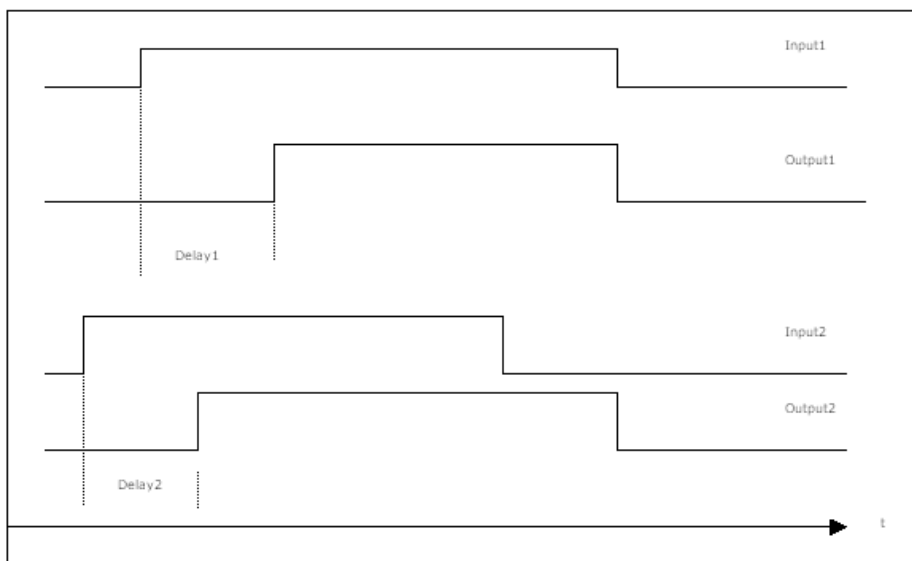 Input1
Output1
Delay1
Input2
Output2
Delay2
t